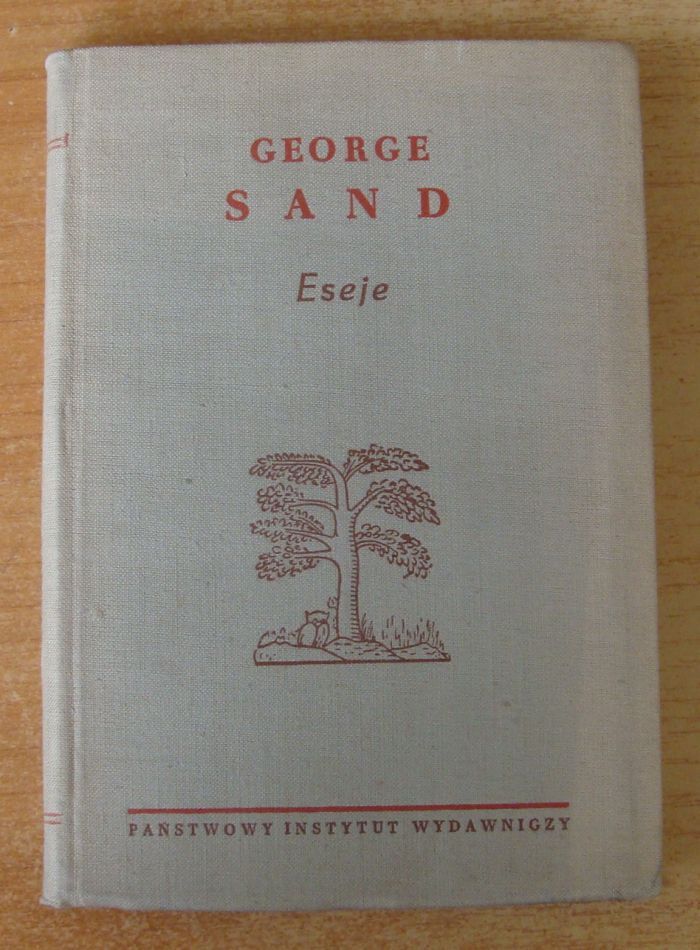 GEORGE
SAND
Eseje
PAŃSTWOWY INSTYTUT WYDAWNICZY